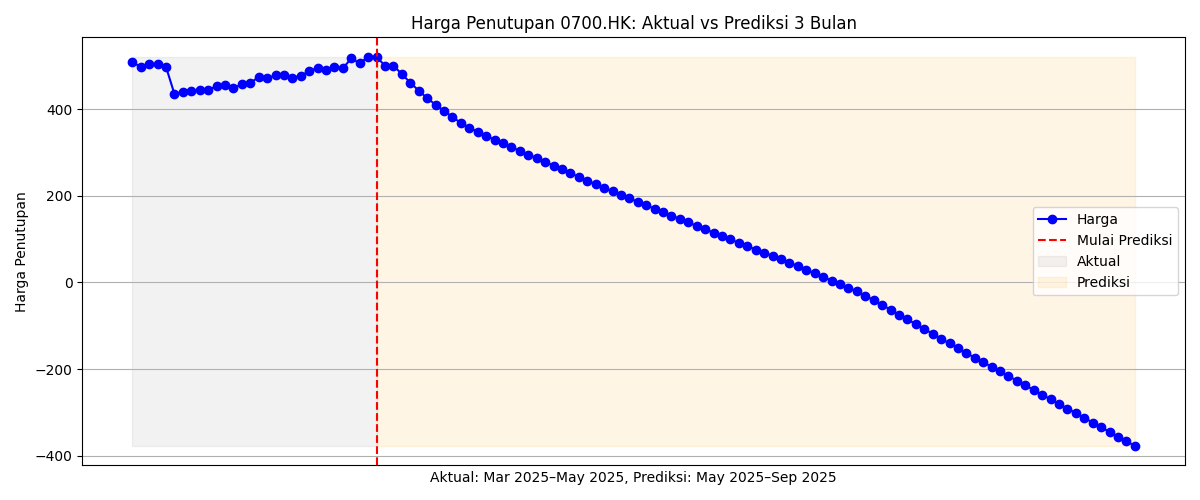 Harga Penutupan 0700.HK: Aktual vs Prediksi 3 Bulan
Harga Penutupan
400
200
0
−200
−400
Harga
Mulai Prediksi
Aktual
Prediksi
Aktual: Mar 2025–May 2025, Prediksi: May 2025–Sep 2025